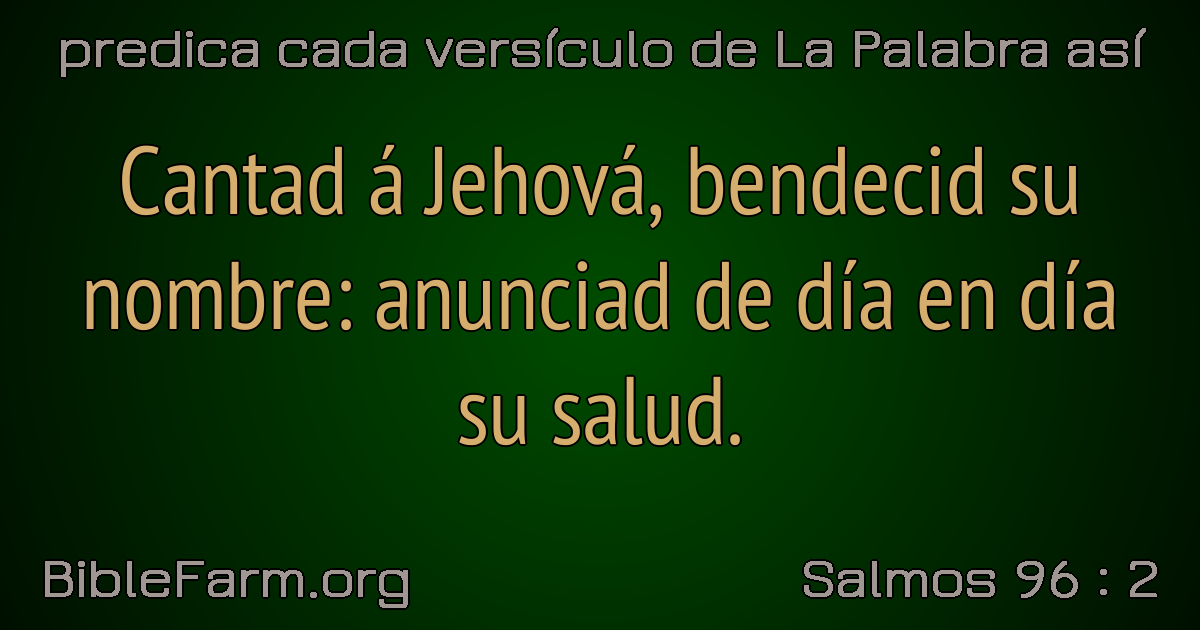 predica cada versículo de La Palabra así
Cantad á Jehová, bendecid su
nombre: anunciad de día en día
su salud.
BibleFarm.org
Salmos 96 : 2